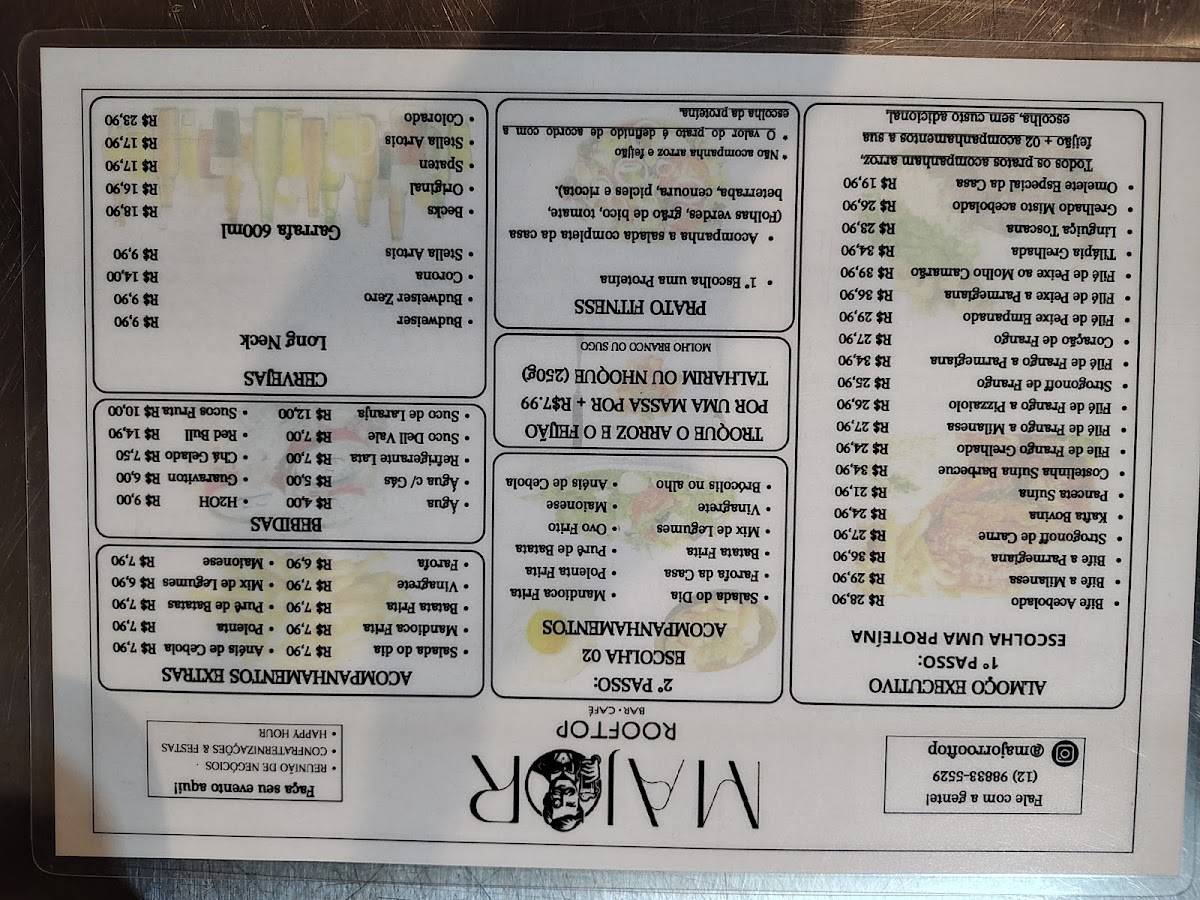 Fale com a gente!
(12) 98833-5529
@majorrooftop
MAJOR
ROOFTOP
BAR • CAFÉ
Faça seu evento aqui!
• REUNIÃO DE NEGÓCIOS
• CONFRATERNIZAÇÕES & FESTAS
• HAPPY HOUR
ALMOÇO EXECUTIVO
1º PASSO:
ESCOLHA UMA PROTEÍNA
• Bife Acebolado R$ 28,90
• Bife a Milanesa R$ 29,90
• Bife a Parmegiana R$ 36,90
• Strogonoff de Carne R$ 27,90
• Kafta Bovina R$ 24,90
• Panceta Suína R$ 21,90
• Costelinha Suína Barbecue R$ 34,90
• File de Frango Grelhado R$ 24,90
• Filé de Frango a Milanesa R$ 27,90
• Filé de Frango a Pizzaiolo R$ 26,90
• Strogonoff de Frango R$ 25,90
• Filé de Frango a Parmegiana R$ 34,90
• Coração de Frango R$ 27,90
• Filé de Peixe Empanado R$ 29,90
• Filé de Peixe a Parmegiana R$ 36,90
• Filé de Peixe ao Molho Camarão R$ 39,90
• Tilápia Grelhada R$ 34,90
• Linguiça Toscana R$ 23,90
• Grelhado Misto acebolado R$ 26,90
• Omelete Especial da Casa R$ 19,90
Todos os pratos acompanham arroz,
feijão + 02 acompanhamentos a sua
escolha, sem custo adicional.
2º PASSO:
ESCOLHA 02
ACOMPANHAMENTOS
• Salada do Dia • Mandioca Frita
• Farofa da Casa • Polenta Frita
• Batata Frita • Purê de Batata
• Mix de Legumes • Ovo Frito
• Vinagrete • Maionese
• Brócolis no alho • Anéis de Cebola
TROQUE O ARROZ E O FEIJÃO
POR UMA MASSA POR + R$7.99
TALHARIM OU NHOQUE (250g)
MOLHO BRANCO OU SUGO
PRATO FITNESS
• 1º Escolha uma Proteína
• Acompanha a salada completa da casa
(Folhas verdes, grão de bico, tomate,
beterraba, cenoura, picles e ricota).
• Não acompanha arroz e feijão
• O valor do prato é definido de acordo com a
escolha da proteína.
ACOMPANHAMENTOS EXTRAS
• Salada do dia R$ 7,90 • Anéis de Cebola R$ 7,90
• Mandioca Frita R$ 7,90 • Polenta R$ 7,90
• Batata Frita R$ 7,90 • Purê de Batatas R$ 7,90
• Vinagrete R$ 7,90 • Mix de Legumes R$ 6,90
• Farofa R$ 6,90 • Maionese R$ 7,90
BEBIDAS
• Água R$ 4,00 • H2OH R$ 9,00
• Água c/ Gás R$ 5,00 • Guaraviton R$ 6,00
• Refrigerante Lata R$ 7,00 • Chá Gelado R$ 7,50
• Suco Dell Vale R$ 7,00 • Red Bull R$ 14,90
• Suco de Laranja R$ 12,00 • Sucos Fruta R$ 10,00
CERVEJAS
Long Neck
• Budweiser R$ 9,90
• Budweiser Zero R$ 9,90
• Corona R$ 14,00
• Stella Artois R$ 9,90
Garrafa 600ml
• Becks R$ 18,90
• Original R$ 16,90
• Spaten R$ 17,90
• Stella Artois R$ 17,90
• Colorado R$ 23,90